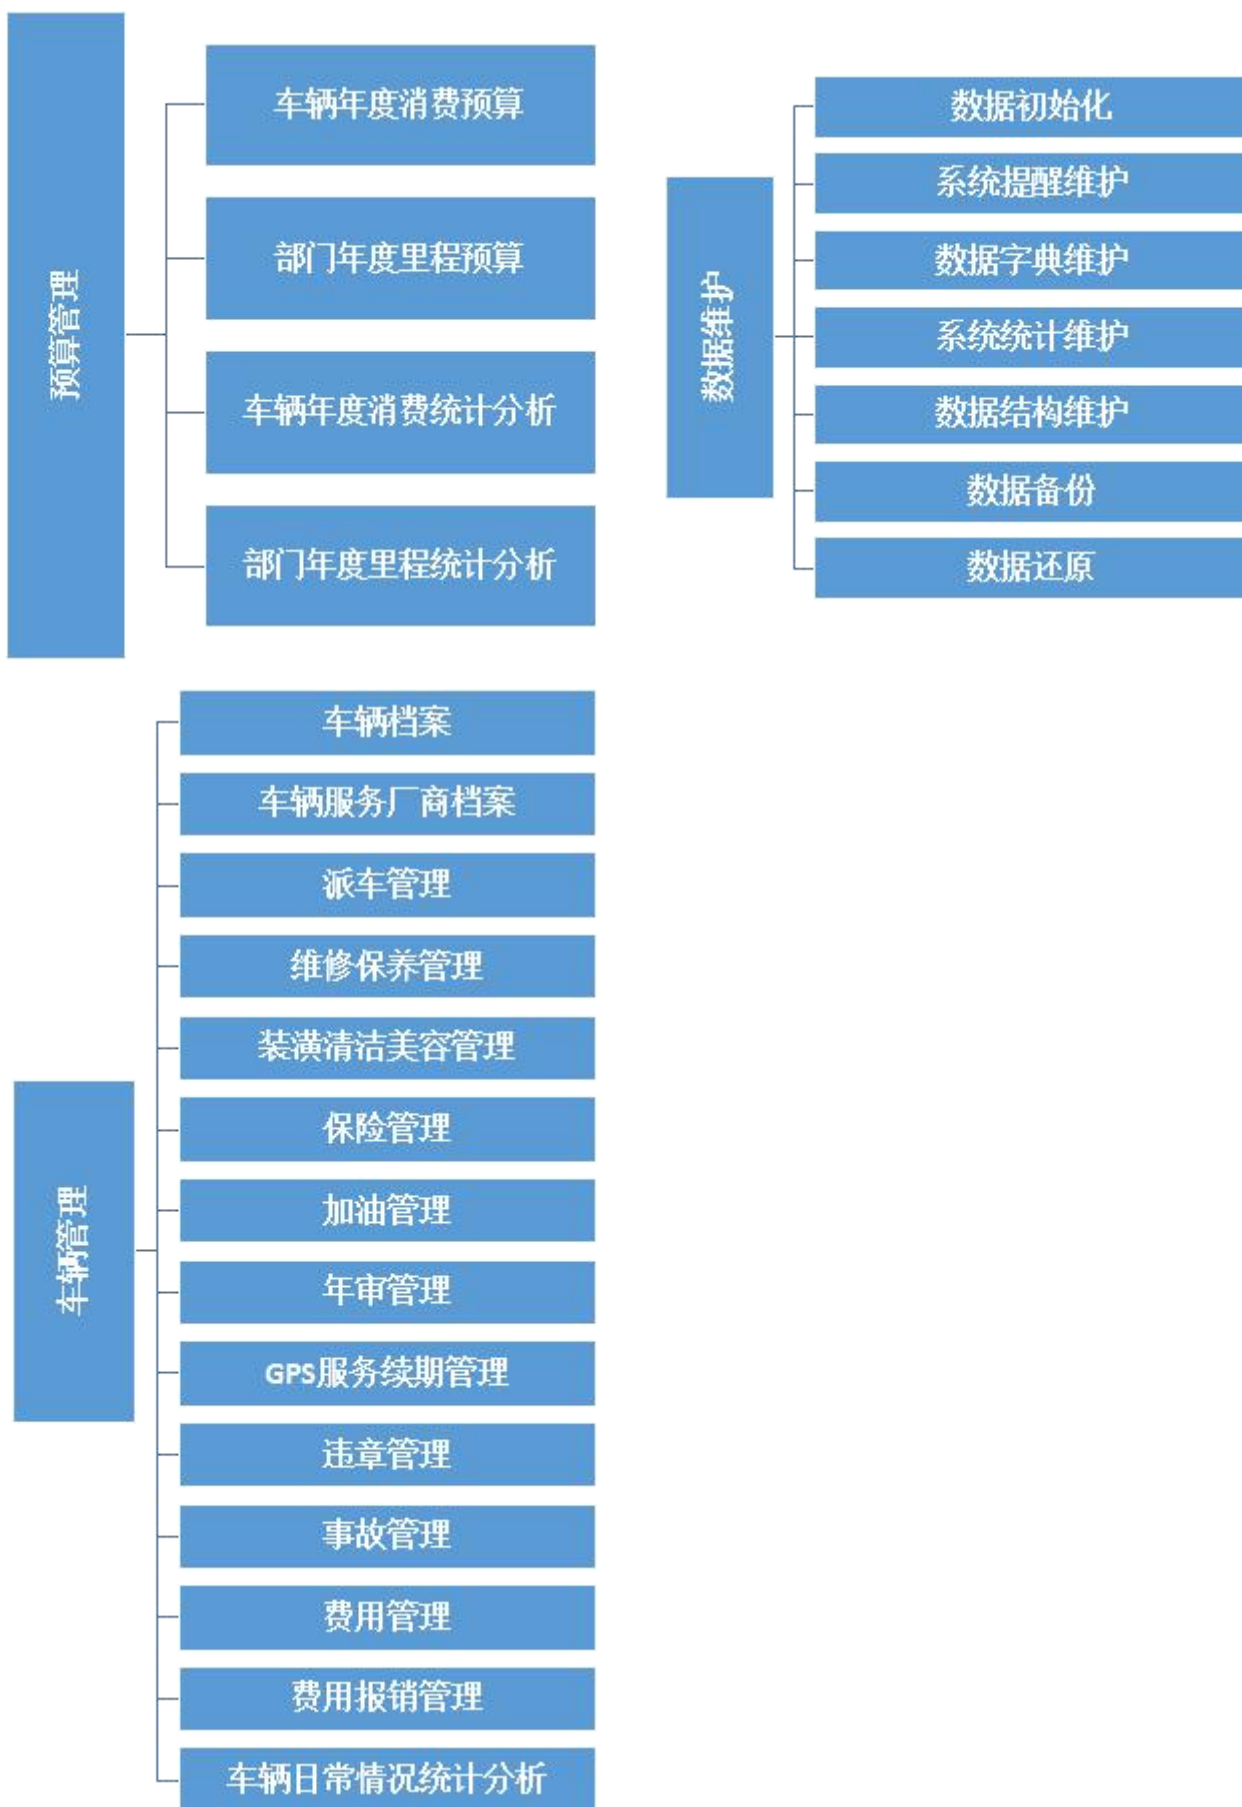 预算管理
车辆年度消费预算
部门年度里程预算
车辆年度消费统计分析
部门年度里程统计分析
数据维护
数据初始化
系统提醒维护
数据字典维护
系统统计维护
数据结构维护
数据备份
数据还原
车辆管理
车辆档案
车辆服务厂商档案
派车管理
维修保养管理
装潢清洁美容管理
保险管理
加油管理
年审管理
GPS服务续期管理
违章管理
事故管理
费用管理
费用报销管理
车辆日常情况统计分析